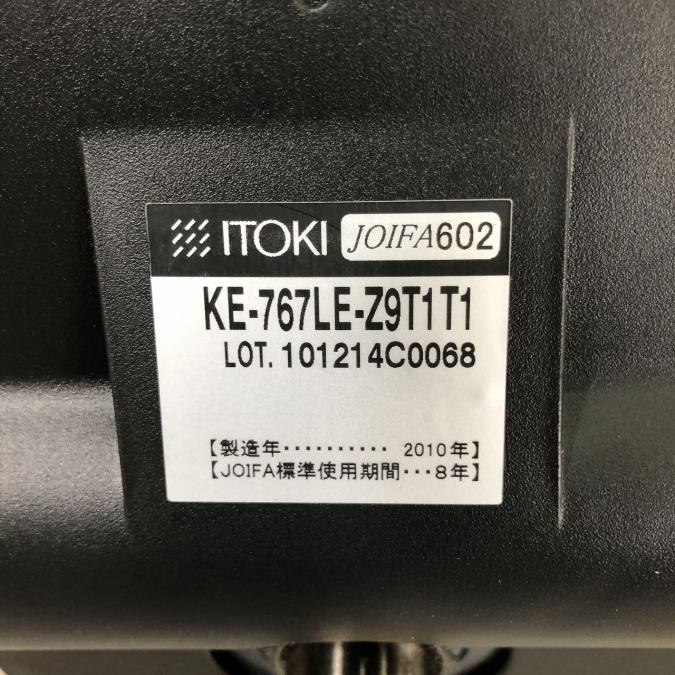 ITOKI JOIFA602
KE-767LE-Z9T1T1
LOT. 101214C0068
【製造年·········· 2010年】
【JOIFA標準使用期間···8年】